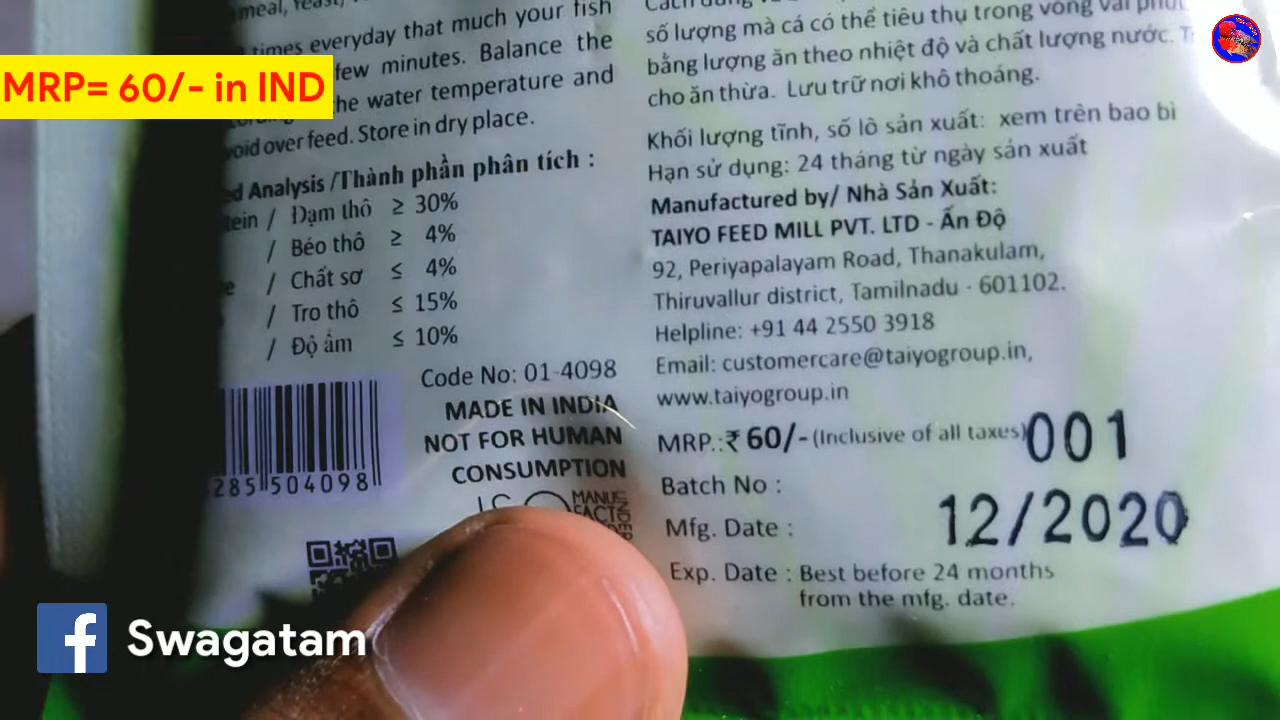 meal, Yeast,
times everyday that much your fish
few minutes. Balance the
the water temperature and
void over feed. Store in dry place.
MRP= 60/- in IND
ed Analysis /Thành phần phân tích :
tein / Đạm thô ≥ 30%
/ Béo thô ≥ 4%
e / Chất sơ ≤ 4%
/ Tro thô ≤ 15%
/ Độ ẩm ≤ 10%
Code No: 01-4098
MADE IN INDIA
NOT FOR HUMAN
CONSUMPTION
285 504098
số lượng mà cá có thể tiêu thụ trong vòng vài phút
bằng lượng ăn theo nhiệt độ và chất lượng nước.
cho ăn thừa. Lưu trữ nơi khô thoáng.
Khối lượng tĩnh, số lô sản xuất: xem trên bao bì
Hạn sử dụng: 24 tháng từ ngày sản xuất
Manufactured by/ Nhà Sản Xuất:
TAIYO FEED MILL PVT. LTD - Ấn Độ
92, Periyapalayam Road, Thanakulam,
Thiruvallur district, Tamilnadu - 601102.
Helpline: +91 44 2550 3918
Email: customercare@taiyogroup.in,
www.taiyogroup.in
MRP.:₹ 60/- (Inclusive of all taxes)
Batch No : 001
Mfg. Date : 12/2020
Exp. Date : Best before 24 months
from the mfg. date.
f Swagatam